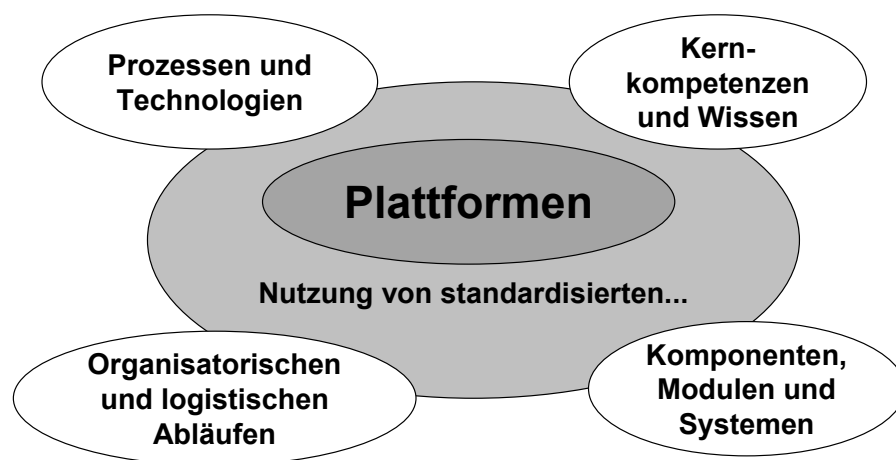 Prozessen und
Technologien
Kern-
kompetenzen
und Wissen
Plattformen
Nutzung von standardisierten...
Organisatorischen
und logistischen
Abläufen
Komponenten,
Modulen und
Systemen